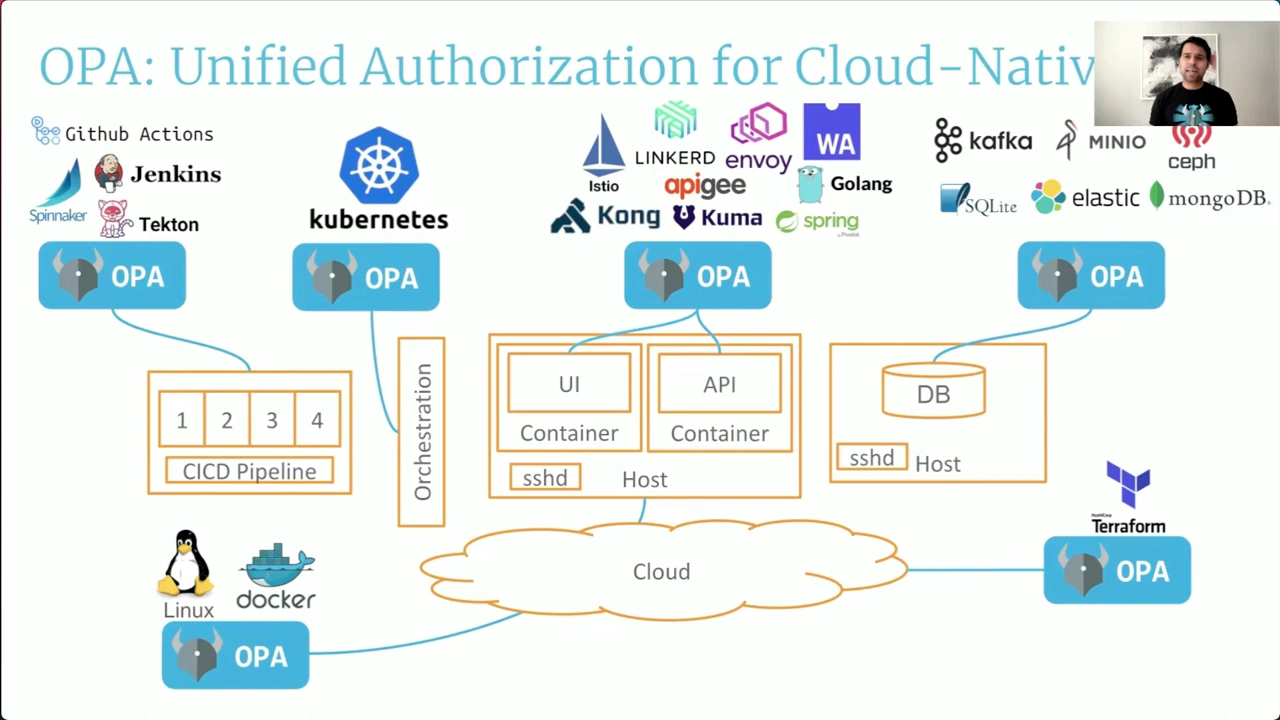 OPA: Unified Authorization for Cloud-Nativ
Github Actions
Jenkins
Spinnaker
Tekton
kubernetes
Istio
LINKERD
envoy
WA
apigee
Golang
Kong
Kuma
spring
kafka
MINIO
ceph
SQLite
elastic
mongoDB.
OPA
OPA
OPA
OPA
1 2 3 4
CICD Pipeline
Orchestration
UI
Container
API
Container
sshd
Host
DB
sshd
Host
Cloud
Linux
docker
OPA
HashiCorp
Terraform
OPA